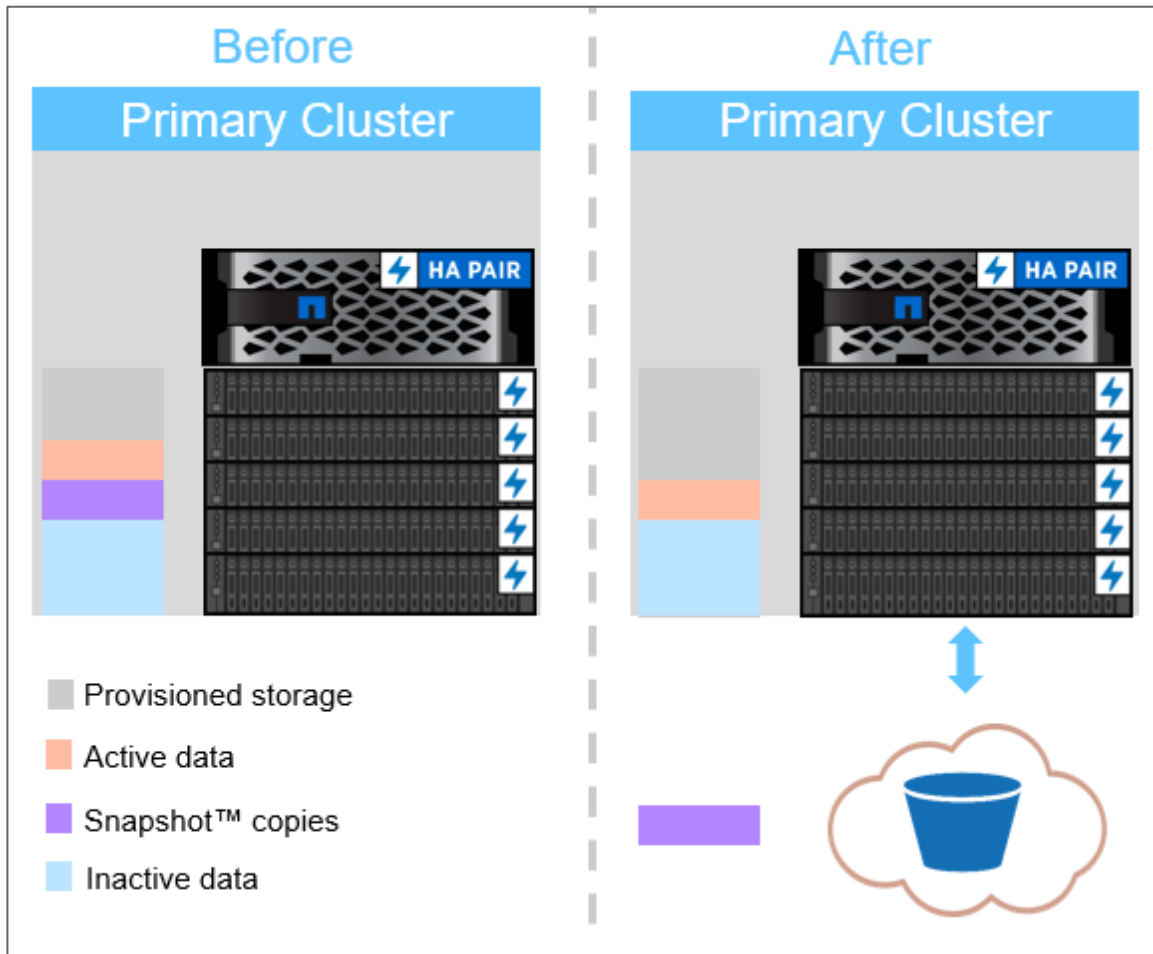 Before
After
Primary Cluster
Primary Cluster
HA PAIR
HA PAIR
Provisioned storage
Active data
Snapshot™ copies
Inactive data